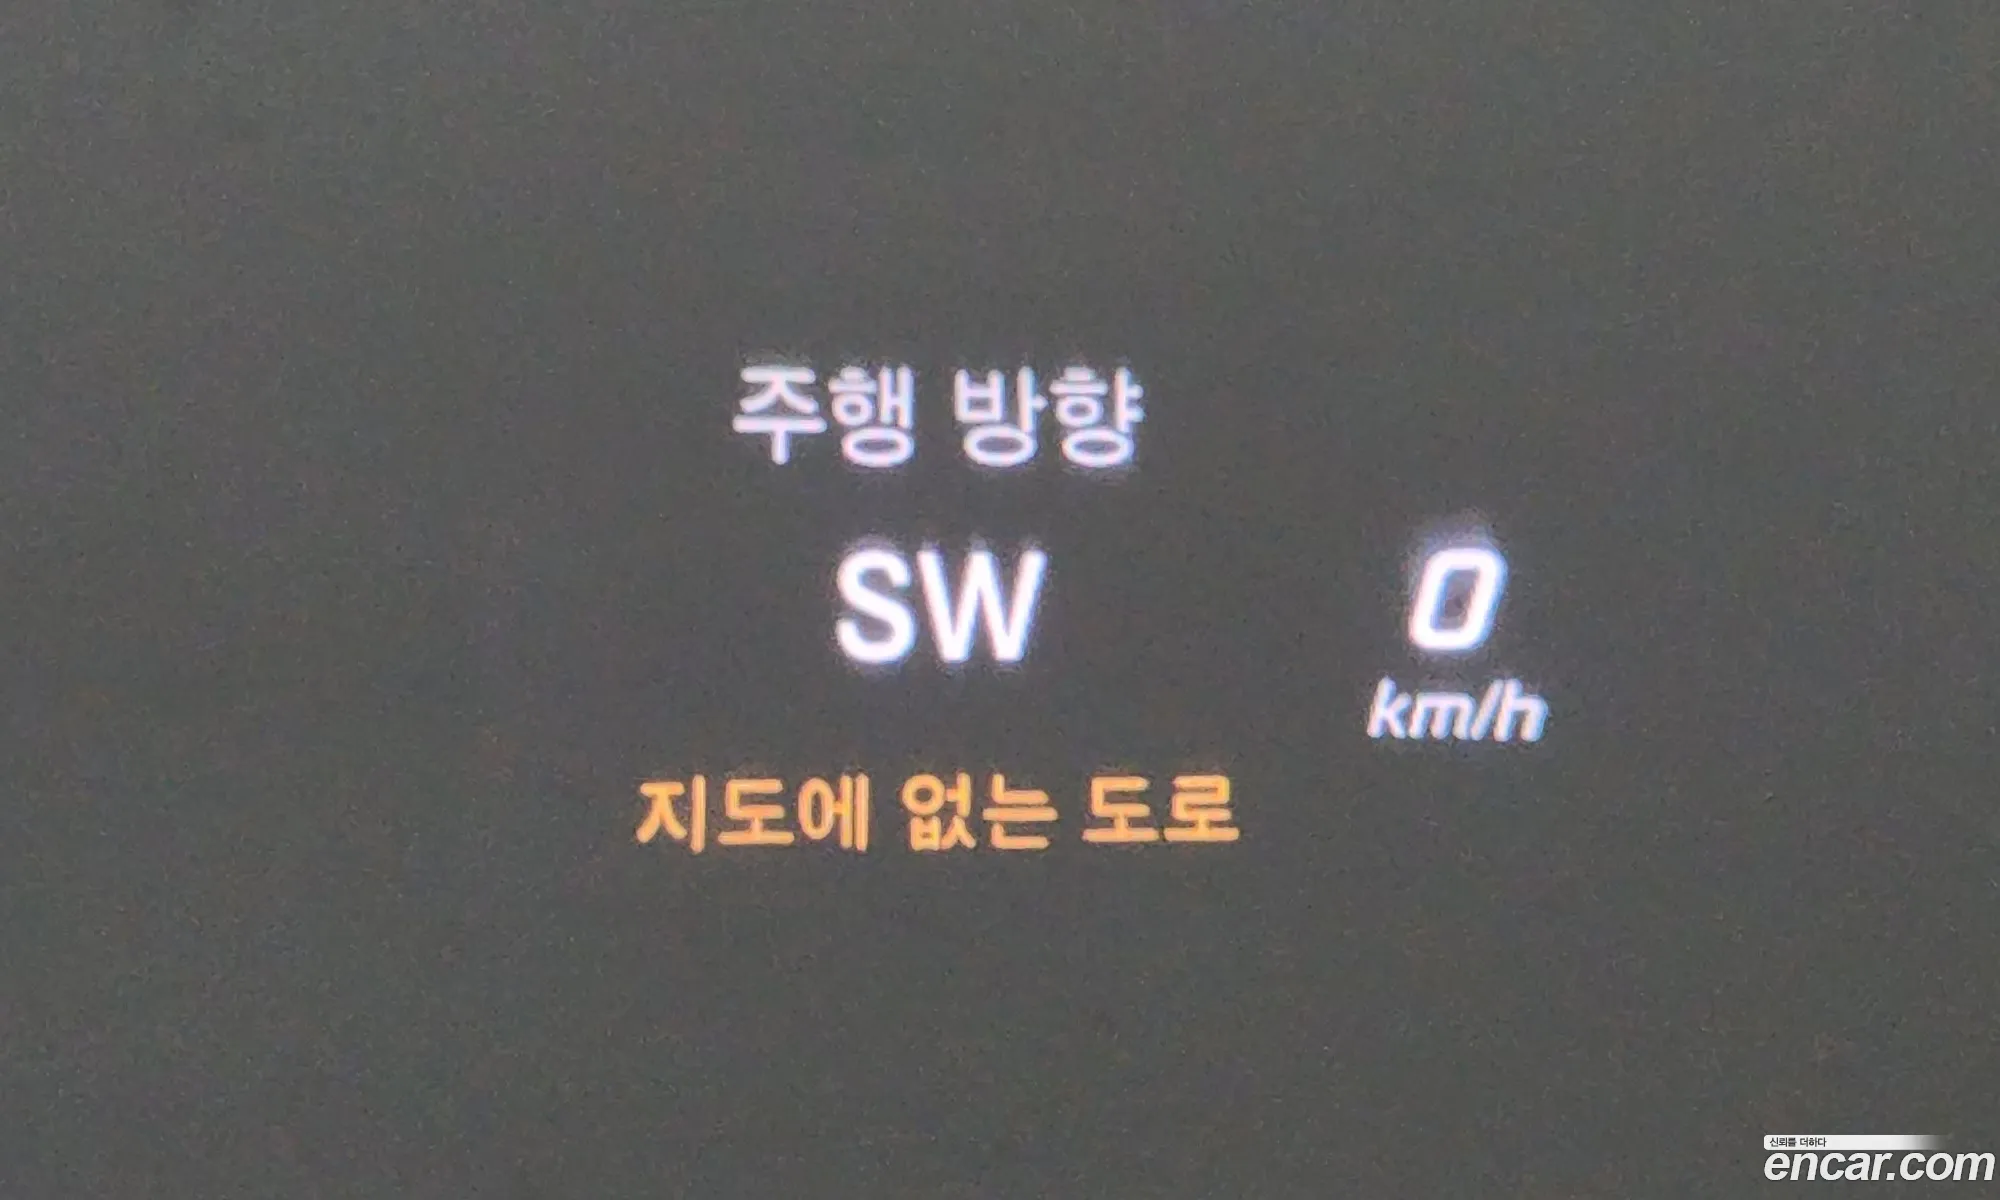 주행 방향
SW
0
km/h
지도에 없는 도로
신뢰를 더하다
encar.com